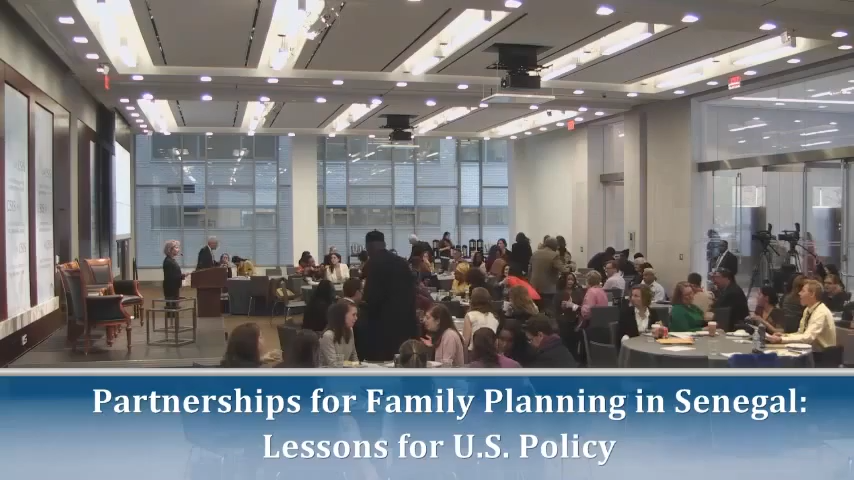 Partnerships for Family Planning in Senegal:
Lessons for U.S. Policy